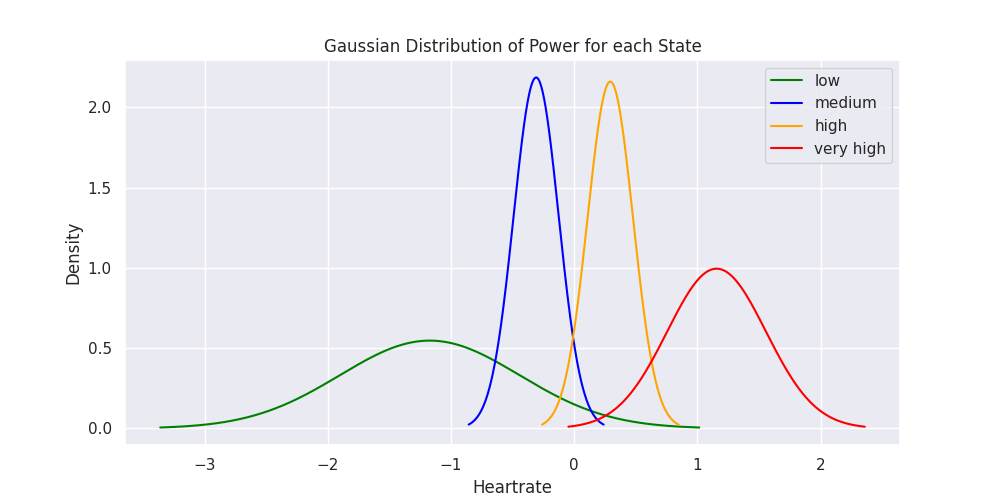 Gaussian Distribution of Power for each State
low
medium
high
very high
2.0
1.5
1.0
0.5
0.0
Density
−3 −2 −1 0 1 2
Heartrate